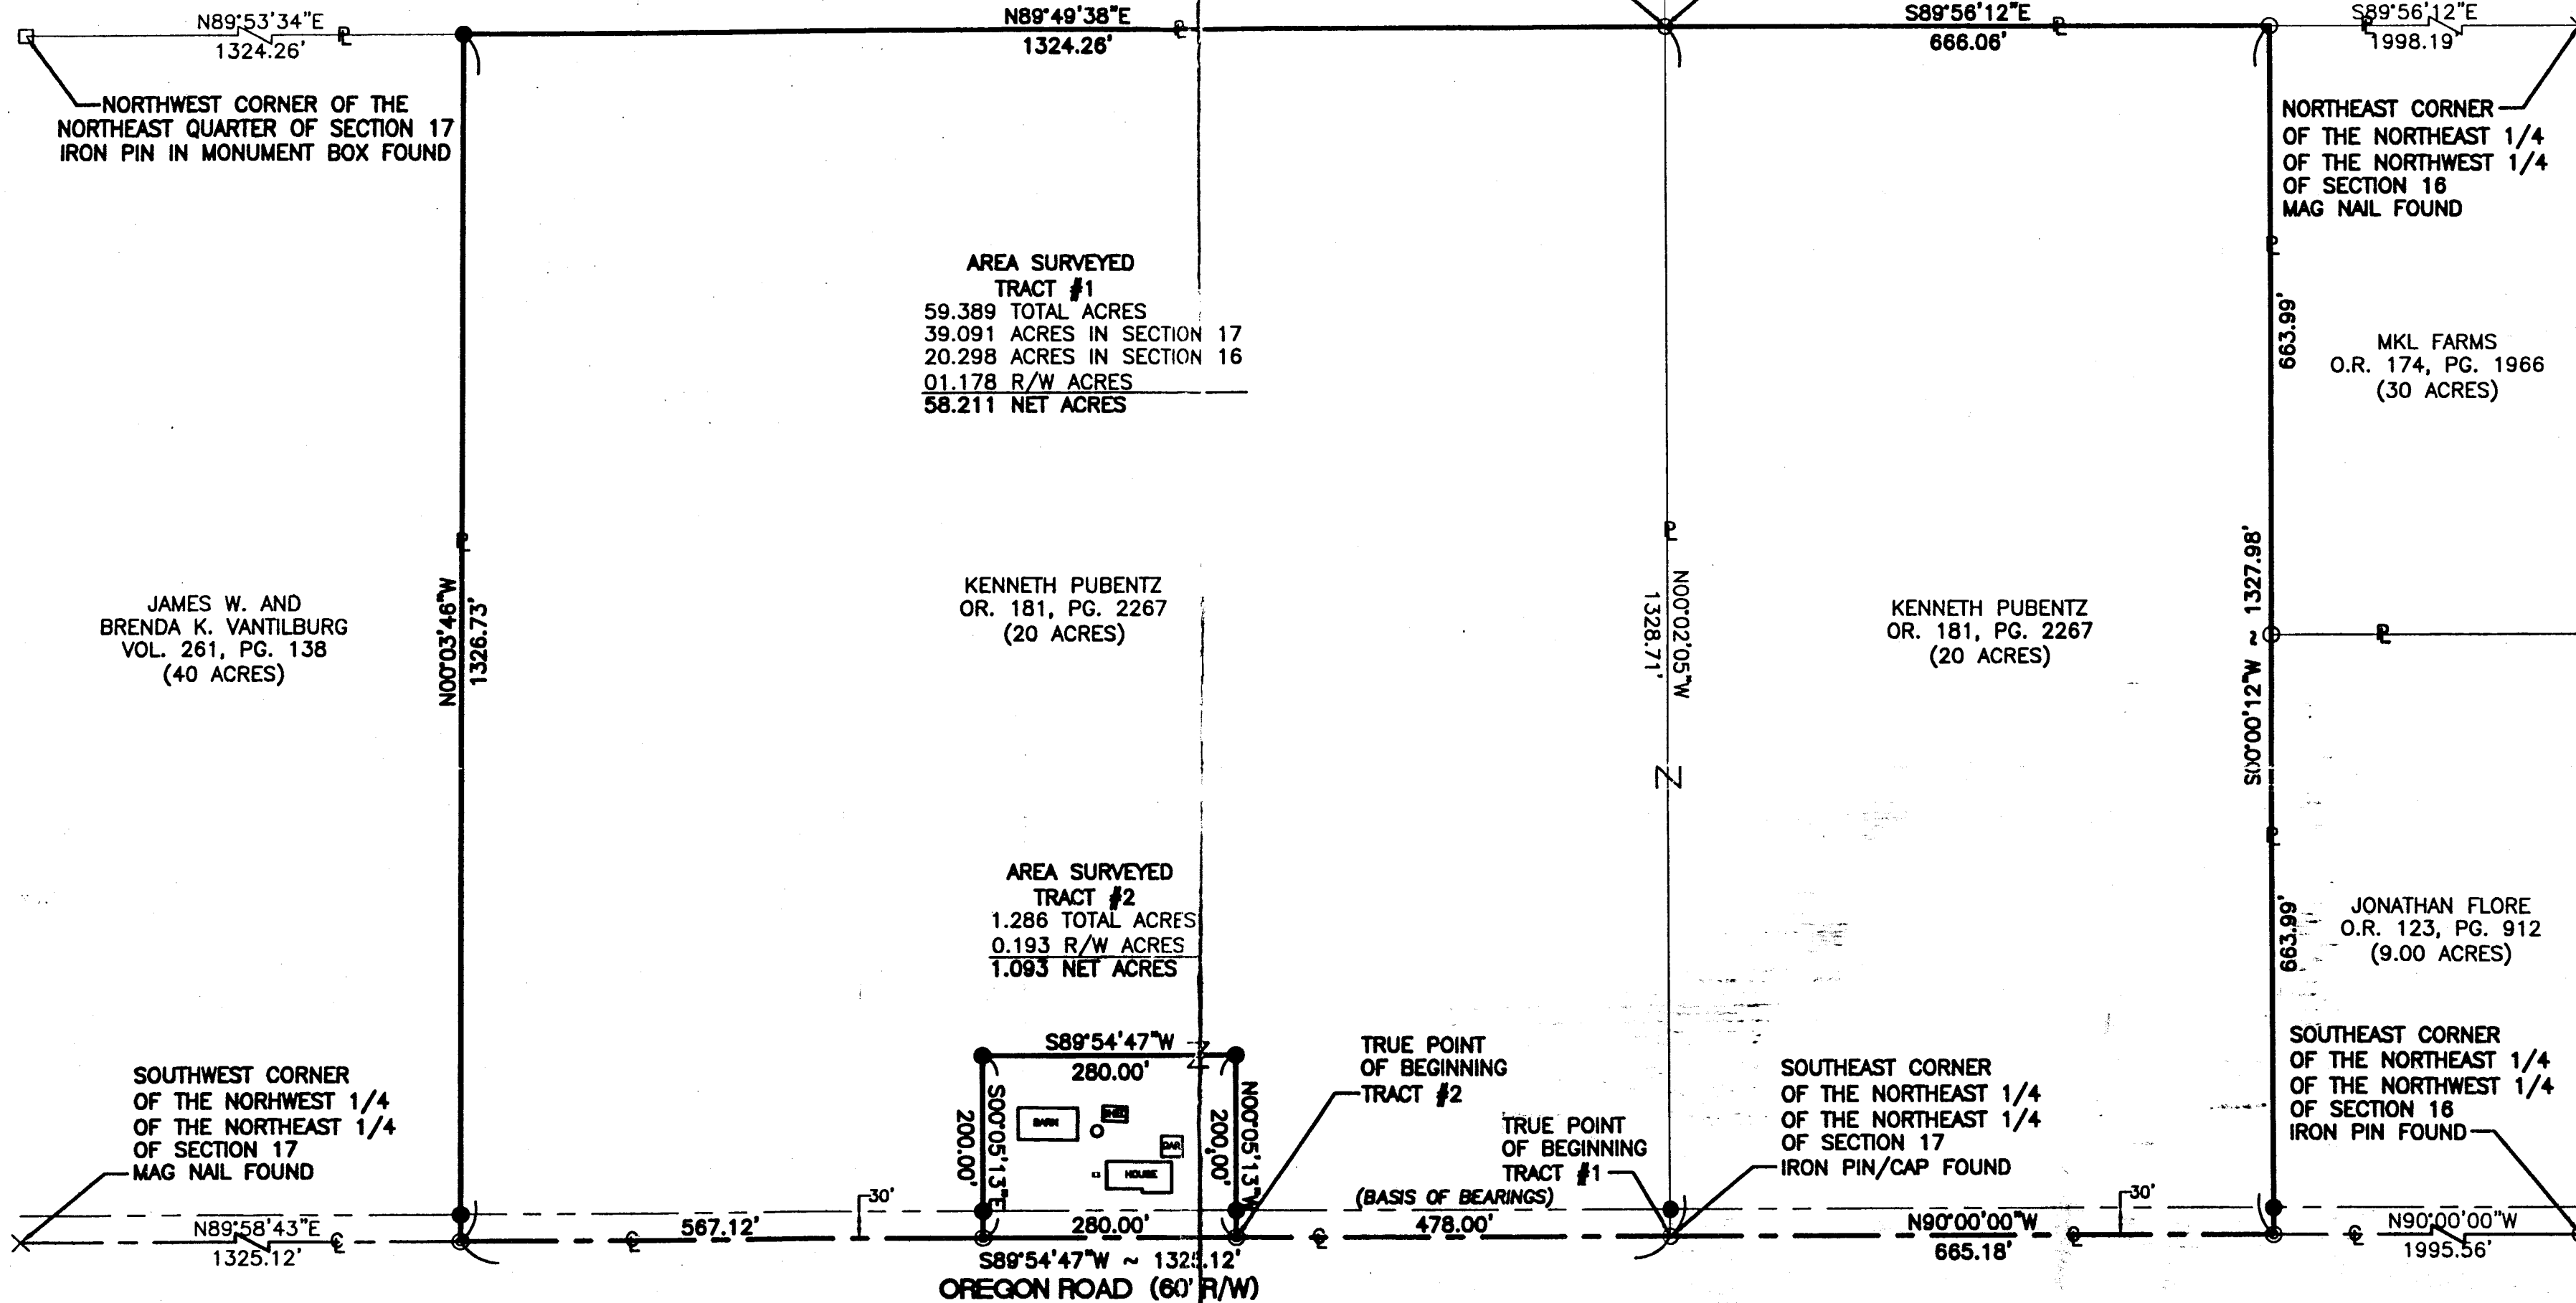 N89°53'34"E
1324.26'
N89°49'38"E
1324.26'
S89°56'12"E
666.06'
S89°56'12"E
1998.19'
NORTHWEST CORNER OF THE
NORTHEAST QUARTER OF SECTION 17
IRON PIN IN MONUMENT BOX FOUND
NORTHEAST CORNER
OF THE NORTHEAST 1/4
OF THE NORTHWEST 1/4
OF SECTION 16
MAG NAIL FOUND
AREA SURVEYED
TRACT #1
59.389 TOTAL ACRES
39.091 ACRES IN SECTION 17
20.298 ACRES IN SECTION 16
01.178 R/W ACRES
58.211 NET ACRES
663.99'
MKL FARMS
O.R. 174, PG. 1966
(30 ACRES)
JAMES W. AND
BRENDA K. VANTILBURG
VOL. 261, PG. 138
(40 ACRES)
N00°03'46"W
1326.73'
KENNETH PUBENTZ
OR. 181, PG. 2267
(20 ACRES)
N00°02'05"W
1328.71'
KENNETH PUBENTZ
OR. 181, PG. 2267
(20 ACRES)
S00°00'12"W ~ 1327.98'
AREA SURVEYED
TRACT #2
1.286 TOTAL ACRES
0.193 R/W ACRES
1.093 NET ACRES
663.99'
JONATHAN FLORE
O.R. 123, PG. 912
(9.00 ACRES)
S89°54'47"W
280.00'
S00°05'13"E
200.00'
N00°05'13"W
200.00'
BARN
HOUSE
SOUTHWEST CORNER
OF THE NORHWEST 1/4
OF THE NORTHEAST 1/4
OF SECTION 17
MAG NAIL FOUND
TRUE POINT
OF BEGINNING
TRACT #2
TRUE POINT
OF BEGINNING
TRACT #1
(BASIS OF BEARINGS)
SOUTHEAST CORNER
OF THE NORTHEAST 1/4
OF THE NORTHEAST 1/4
OF SECTION 17
IRON PIN/CAP FOUND
SOUTHEAST CORNER
OF THE NORTHEAST 1/4
OF THE NORTHWEST 1/4
OF SECTION 16
IRON PIN FOUND
30'
30'
N89°58'43"E
1325.12'
567.12'
280.00'
478.00'
N90°00'00"W
665.18'
N90°00'00"W
1995.56'
S89°54'47"W ~ 1325.12'
OREGON ROAD (60' R/W)